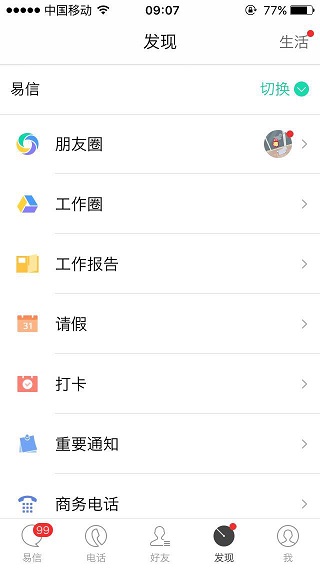 中国移动 09:07 77%
发现 生活
易信 切换
朋友圈
工作圈
工作报告
31 请假
打卡
重要通知
商务电话
99
易信 电话 好友 发现 我